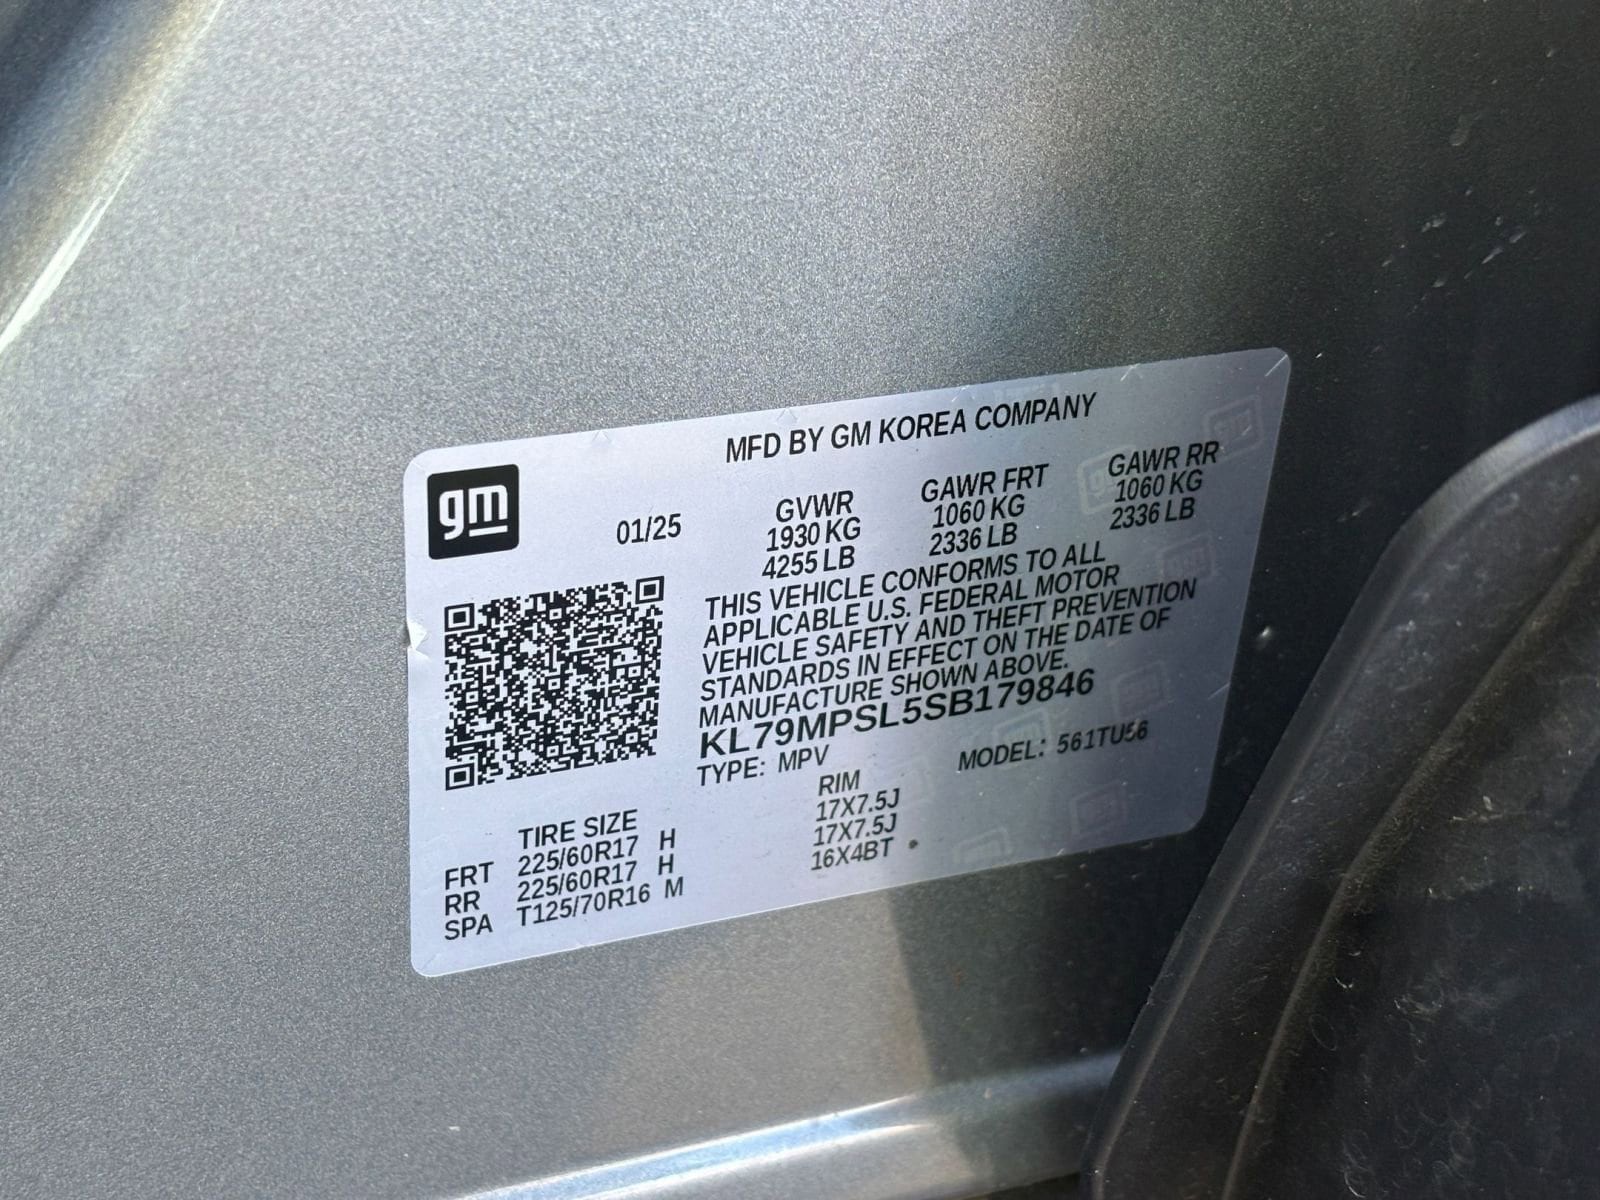 gm
MFD BY GM KOREA COMPANY
01/25
GVWR GAWR FRT GAWR RR
1930 KG 1060 KG 1060 KG
4255 LB 2336 LB 2336 LB
THIS VEHICLE CONFORMS TO ALL
APPLICABLE U.S. FEDERAL MOTOR
VEHICLE SAFETY AND THEFT PREVENTION
STANDARDS IN EFFECT ON THE DATE OF
MANUFACTURE SHOWN ABOVE.
KL79MPSL5SB179846
TYPE: MPV MODEL: 561TU56
TIRE SIZE RIM
FRT 225/60R17 H 17X7.5J
RR 225/60R17 H 17X7.5J
SPA T125/70R16 M 16X4BT